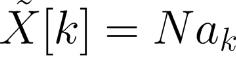 X̃[k] = Na_k